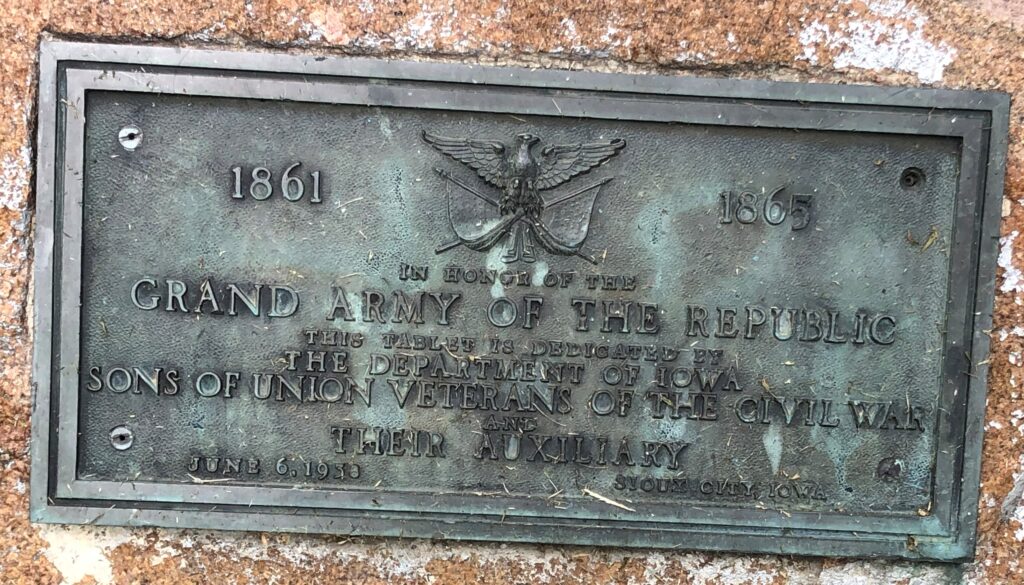 1861 1865
IN HONOR OF THE
GRAND ARMY OF THE REPUBLIC
THIS TABLET IS DEDICATED BY
THE DEPARTMENT OF IOWA
SONS OF UNION VETERANS OF THE CIVIL WAR
AND
THEIR AUXILIARY
JUNE 6, 1938 SIOUX CITY, IOWA